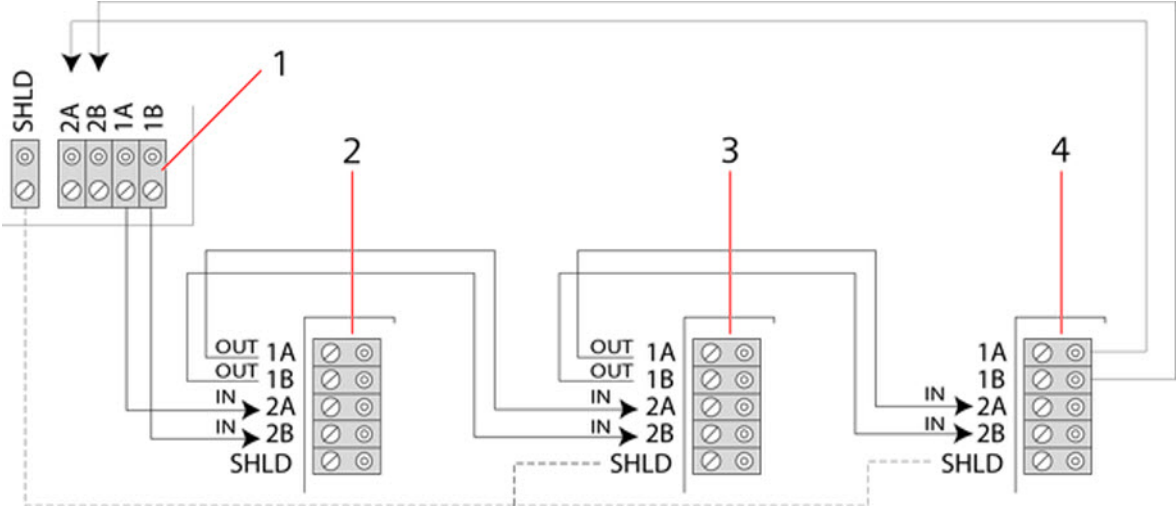 1
SHLD 2A 2B 1A 1B
2 3 4
OUT 1A
OUT 1B
IN 2A
IN 2B
SHLD
OUT 1A
OUT 1B
IN 2A
IN 2B
SHLD
1A
1B
IN 2A
IN 2B
SHLD